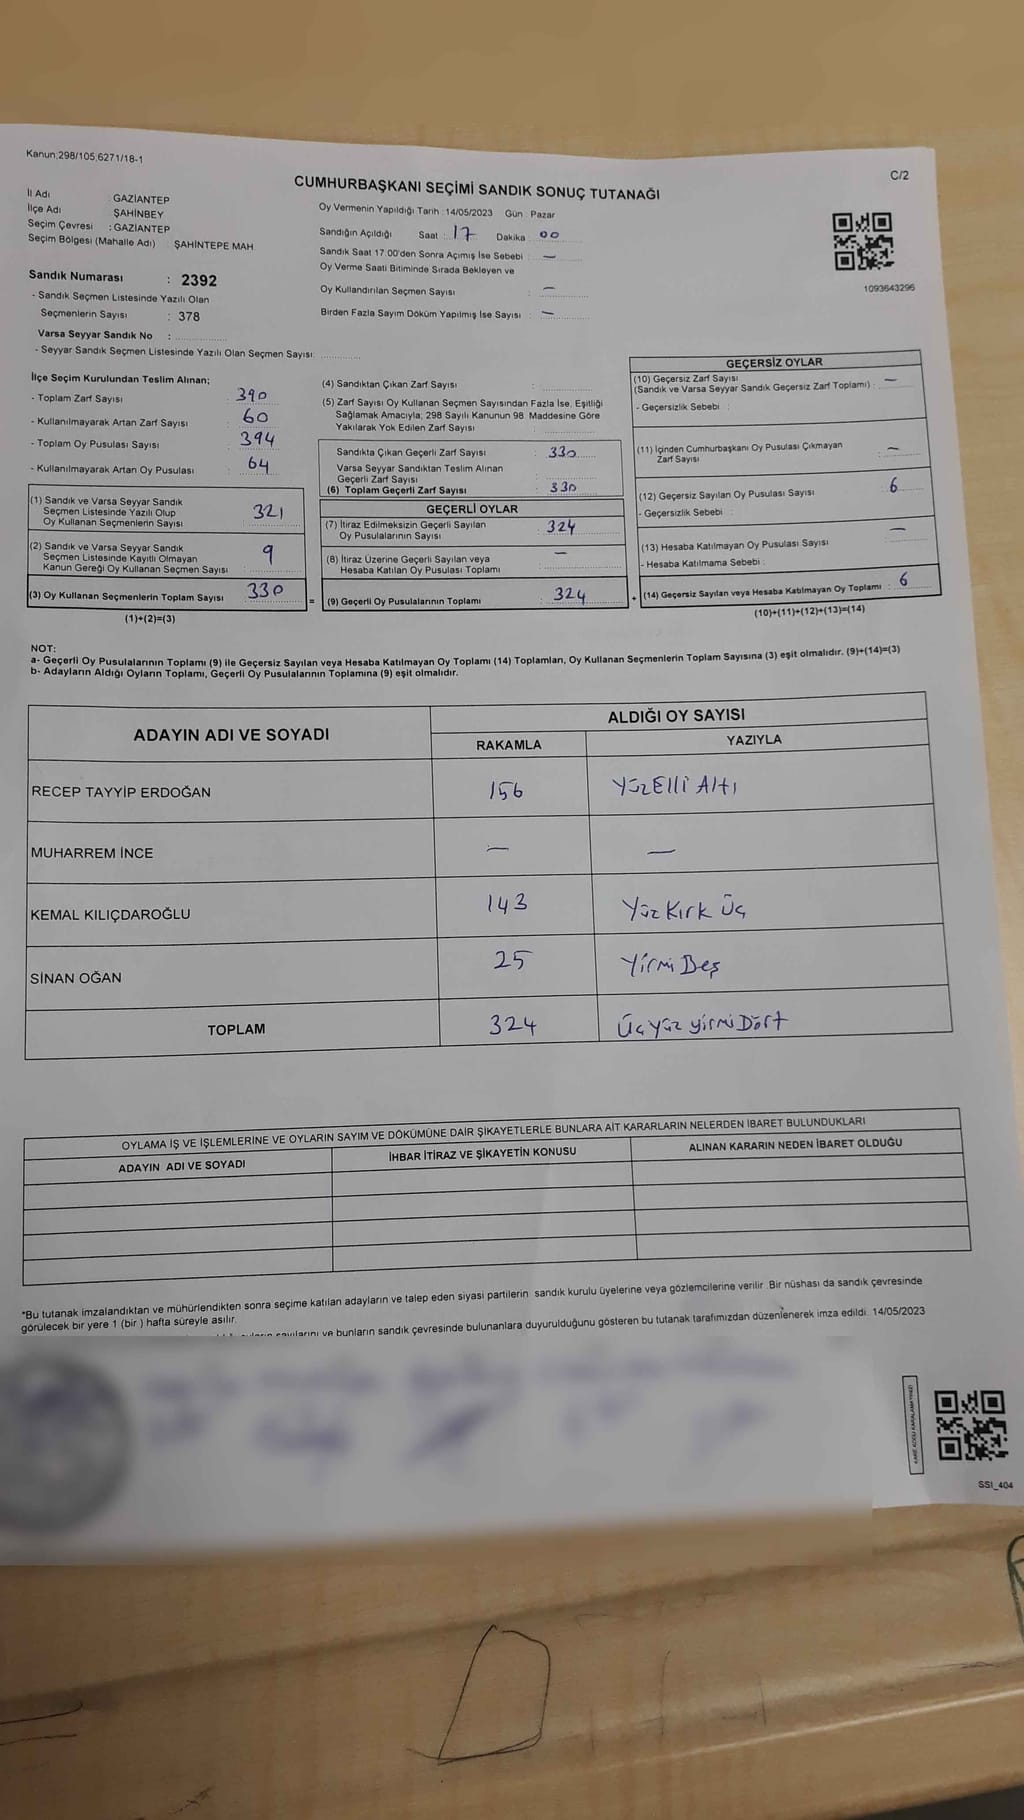 Kanun;298/105,6271/18-1
C/2
CUMHURBAŞKANI SEÇİMİ SANDIK SONUÇ TUTANAĞI
İl Adı : GAZİANTEP
İlçe Adı : ŞAHİNBEY
Seçim Çevresi : GAZİANTEP
Seçim Bölgesi (Mahalle Adı) : ŞAHİNTEPE MAH
Sandık Numarası : 2392
- Sandık Seçmen Listesinde Yazılı Olan
Seçmenlerin Sayısı : 378
Varsa Seyyar Sandık No :
- Seyyar Sandık Seçmen Listesinde Yazılı Olan Seçmen Sayısı:
Oy Vermenin Yapıldığı Tarih : 14/05/2023 Gün : Pazar
Sandığın Açıldığı Saat : 17 Dakika : 00
Sandık Saat 17:00'den Sonra Açımış İse Sebebi : —
Oy Verme Saati Bitiminde Sırada Bekleyen ve
Oy Kullandırılan Seçmen Sayısı : —
Birden Fazla Sayım Döküm Yapılmış İse Sayısı : —
1093643296
İlçe Seçim Kurulundan Teslim Alınan;
- Toplam Zarf Sayısı : 390
- Kullanılmayarak Artan Zarf Sayısı : 60
- Toplam Oy Pusulası Sayısı : 394
- Kullanılmayarak Artan Oy Pusulası : 64
(1) Sandık ve Varsa Seyyar Sandık
Seçmen Listesinde Yazılı Olup
Oy Kullanan Seçmenlerin Sayısı : 321
(2) Sandık ve Varsa Seyyar Sandık
Seçmen Listesinde Kayıtlı Olmayan
Kanun Gereği Oy Kullanan Seçmen Sayısı : 9
(3) Oy Kullanan Seçmenlerin Toplam Sayısı : 330
(1)+(2)=(3)
(4) Sandıktan Çıkan Zarf Sayısı :
(5) Zarf Sayısı Oy Kullanan Seçmen Sayısından Fazla İse, Eşitliği
Sağlamak Amacıyla; 298 Sayılı Kanunun 98. Maddesine Göre
Yakılarak Yok Edilen Zarf Sayısı :
Sandıkta Çıkan Geçerli Zarf Sayısı : 330
Varsa Seyyar Sandıktan Teslim Alınan
Geçerli Zarf Sayısı :
(6) Toplam Geçerli Zarf Sayısı : 330
GEÇERLİ OYLAR
(7) İtiraz Edilmeksizin Geçerli Sayılan
Oy Pusulalarının Sayısı : 324
(8) İtiraz Üzerine Geçerli Sayılan veya
Hesaba Katılan Oy Pusulası Toplamı : —
= (9) Geçerli Oy Pusulalarının Toplamı : 324
GEÇERSİZ OYLAR
(10) Geçersiz Zarf Sayısı
(Sandık ve Varsa Seyyar Sandık Geçersiz Zarf Toplamı) : —
- Geçersizlik Sebebi :
(11) İçinden Cumhurbaşkanı Oy Pusulası Çıkmayan
Zarf Sayısı : —
(12) Geçersiz Sayılan Oy Pusulası Sayısı : 6
- Geçersizlik Sebebi :
(13) Hesaba Katılmayan Oy Pusulası Sayısı : —
- Hesaba Katılmama Sebebi :
+ (14) Geçersiz Sayılan veya Hesaba Katılmayan Oy Toplamı : 6
(10)+(11)+(12)+(13)=(14)
NOT:
a- Geçerli Oy Pusulalarının Toplamı (9) ile Geçersiz Sayılan veya Hesaba Katılmayan Oy Toplamı (14) Toplamları, Oy Kullanan Seçmenlerin Toplam Sayısına (3) eşit olmalıdır. (9)+(14)=(3)
b- Adayların Aldığı Oyların Toplamı, Geçerli Oy Pusulalarının Toplamına (9) eşit olmalıdır.
ADAYIN ADI VE SOYADI
ALDIĞI OY SAYISI
RAKAMLA YAZIYLA
RECEP TAYYİP ERDOĞAN 156 YüzElli Altı
MUHARREM İNCE — —
KEMAL KILIÇDAROĞLU 143 Yüz Kırk Üç
SİNAN OĞAN 25 Yirmi Beş
TOPLAM 324 Üç yüz yirmi Dört
OYLAMA İŞ VE İŞLEMLERİNE VE OYLARIN SAYIM VE DÖKÜMÜNE DAİR ŞİKAYETLERLE BUNLARA AİT KARARLARIN NELERDEN İBARET BULUNDUKLARI
ADAYIN ADI VE SOYADI İHBAR İTİRAZ VE ŞİKAYETİN KONUSU ALINAN KARARIN NEDEN İBARET OLDUĞU
*Bu tutanak imzalandıktan ve mühürlendikten sonra seçime katılan adayların ve talep eden siyasi partilerin sandık kurulu üyelerine veya gözlemcilerine verilir. Bir nüshası da sandık çevresinde
görülecek bir yere 1 (bir ) hafta süreyle asılır.
sayılarını ve bunların sandık çevresinde bulunanlara duyurulduğunu gösteren bu tutanak tarafımızdan düzenlenerek imza edildi. 14/05/2023
KARE KODU KARALAMAYINIZ!
SSI_404